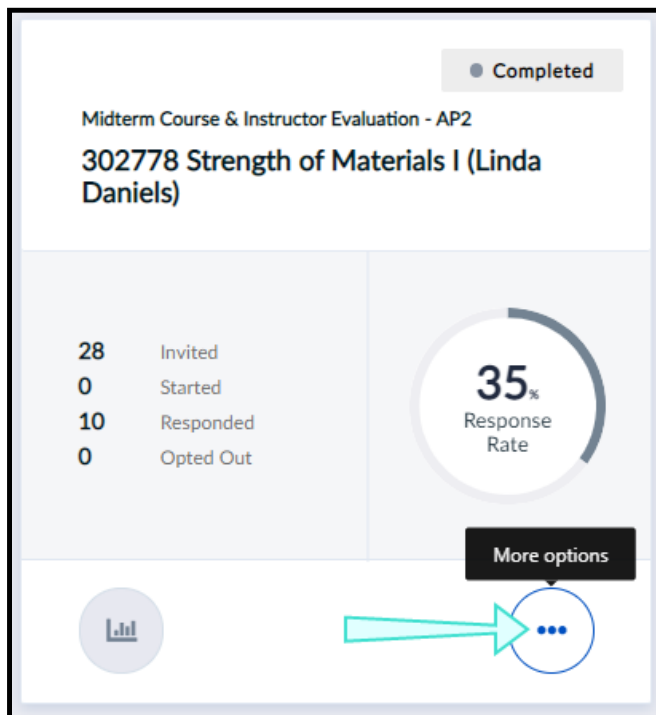 Completed
Midterm Course & Instructor Evaluation - AP2
302778 Strength of Materials I (Linda
Daniels)
28 Invited
0 Started
10 Responded
0 Opted Out
35%
Response
Rate
More options